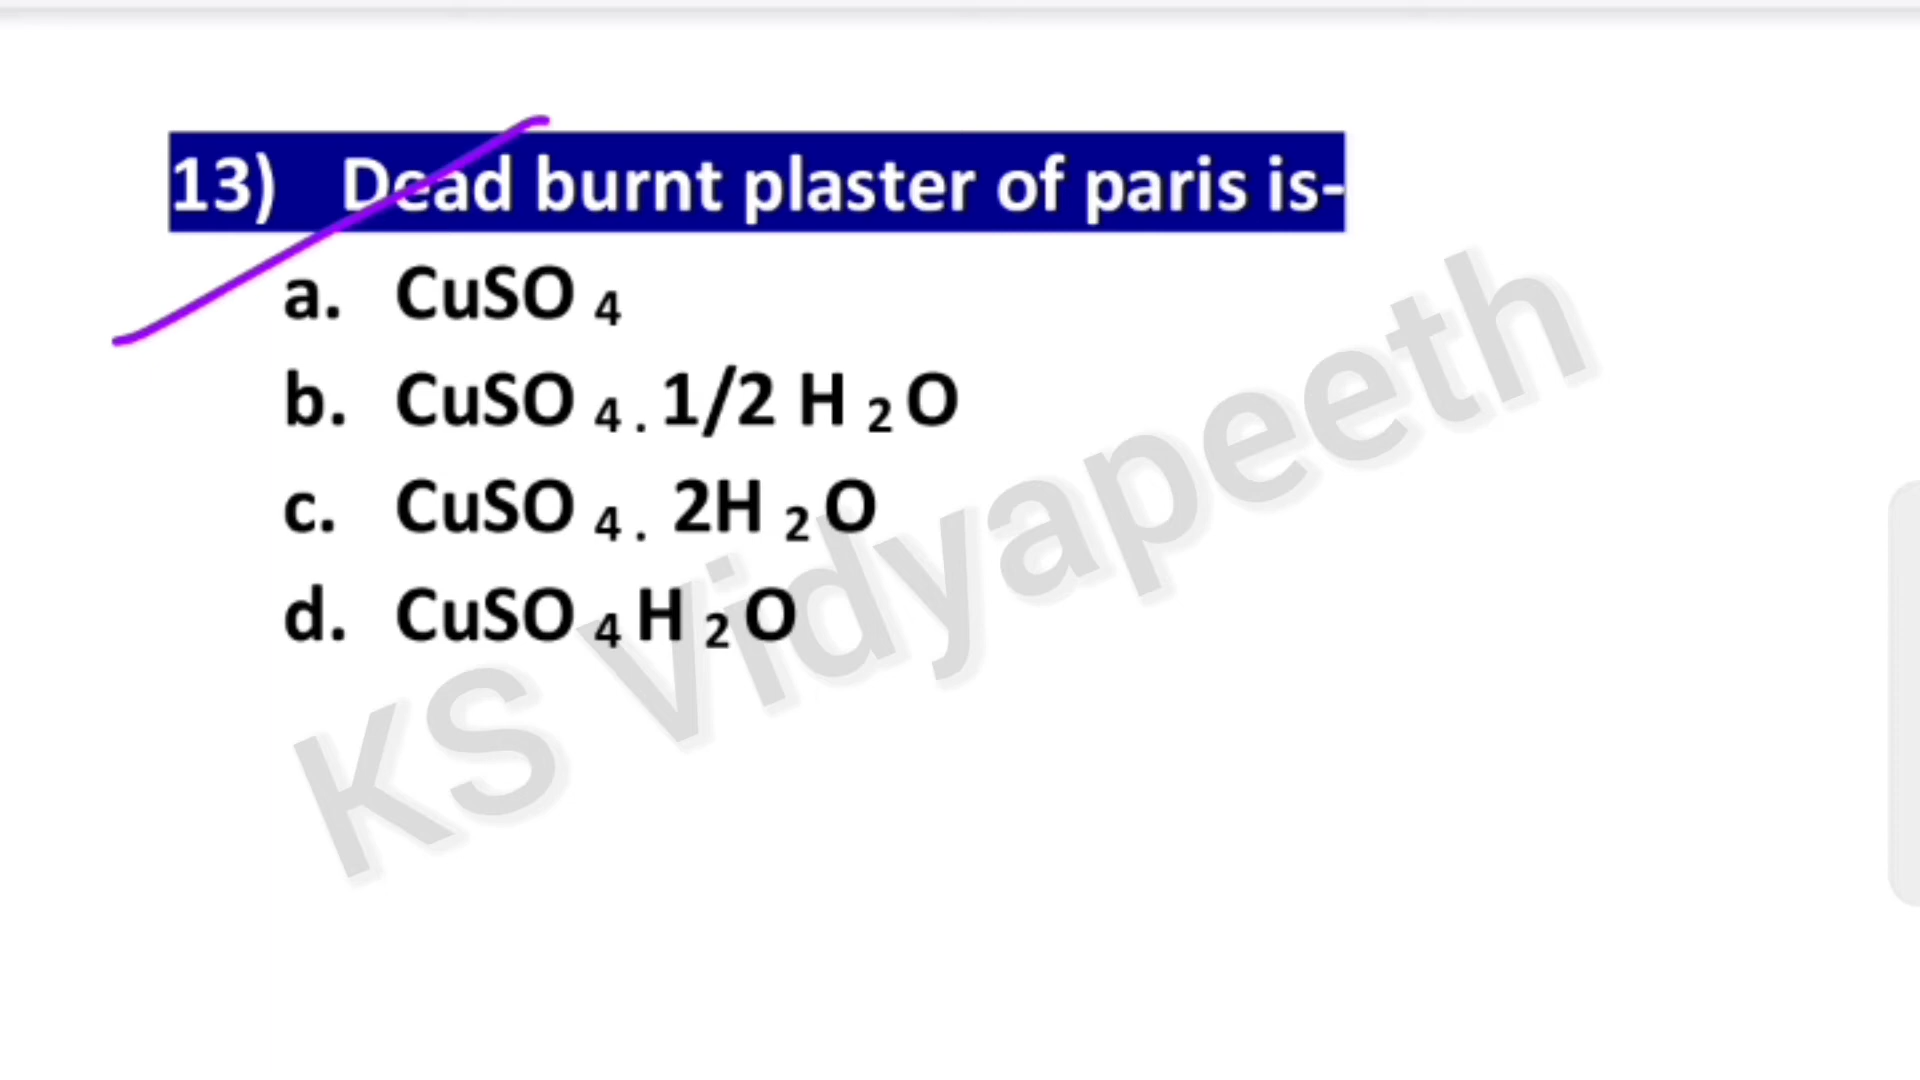 13) Dead burnt plaster of paris is-
a. CuSO 4
b. CuSO 4 . 1/2 H 2 O
c. CuSO 4 . 2H 2 O
d. CuSO 4 H 2 O
KS Vidyapeeth